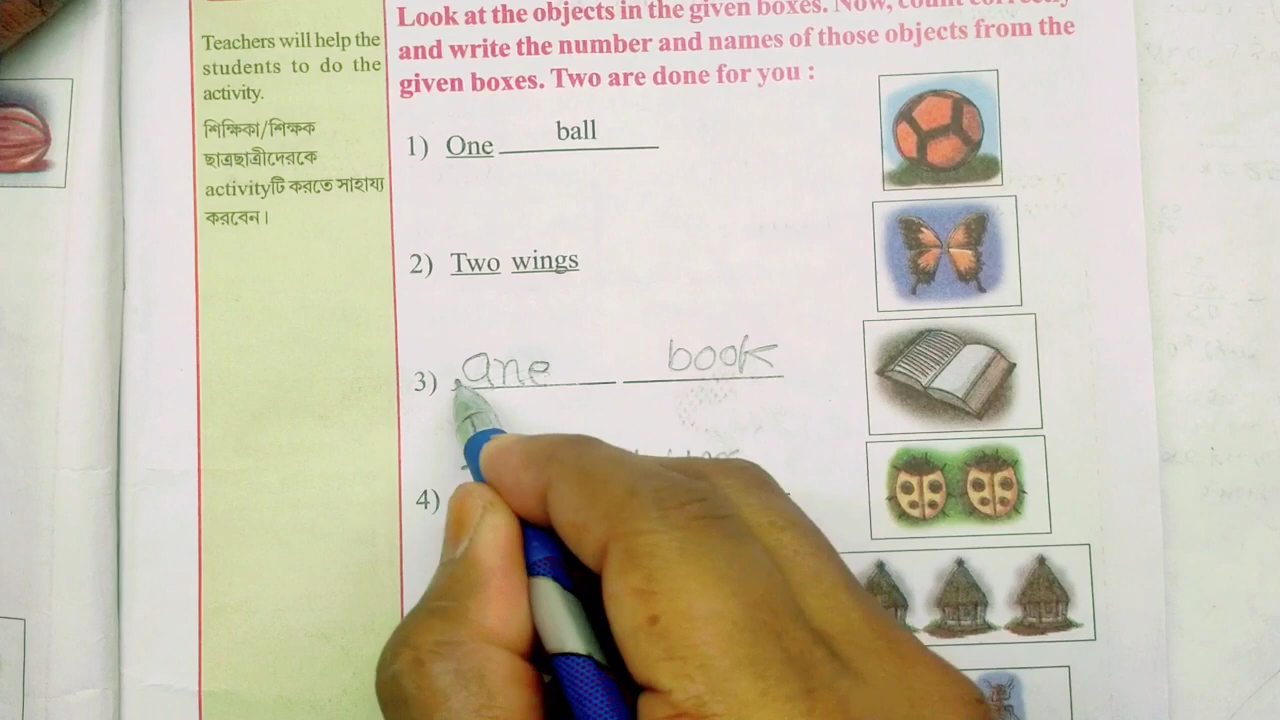 Teachers will help the
students to do the
activity.
শিক্ষিকা/শিক্ষক
ছাত্রছাত্রীদেরকে
activityটি করতে সাহায্য
করবেন।
Look at the objects in the given boxes. Now, count correctly
and write the number and names of those objects from the
given boxes. Two are done for you :
1) One ball
2) Two wings
3) one book
4)